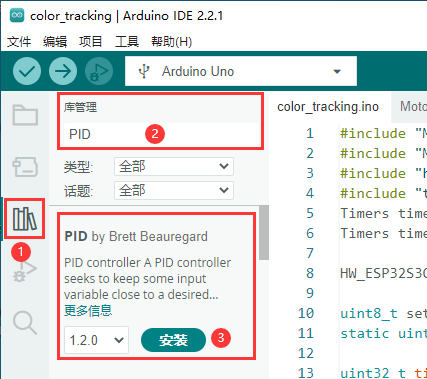 color_tracking | Arduino IDE 2.2.1
文件 编辑 项目 工具 帮助(H)
Arduino Uno
库管理
PID
2
类型: 全部
话题: 全部
1
PID by Brett Beauregard
PID controller A PID controller
seeks to keep some input
variable close to a desired...
更多信息
1.2.0 安装 3
color_tracking.ino Moto
1 #include "M
2 #include "M
3 #include "h
4 #include "t
5 Timers time
6 Timers time
7
8 HW_ESP32S3C
9
10 uint8_t set
11 static uint
12
13 uint32_t ti